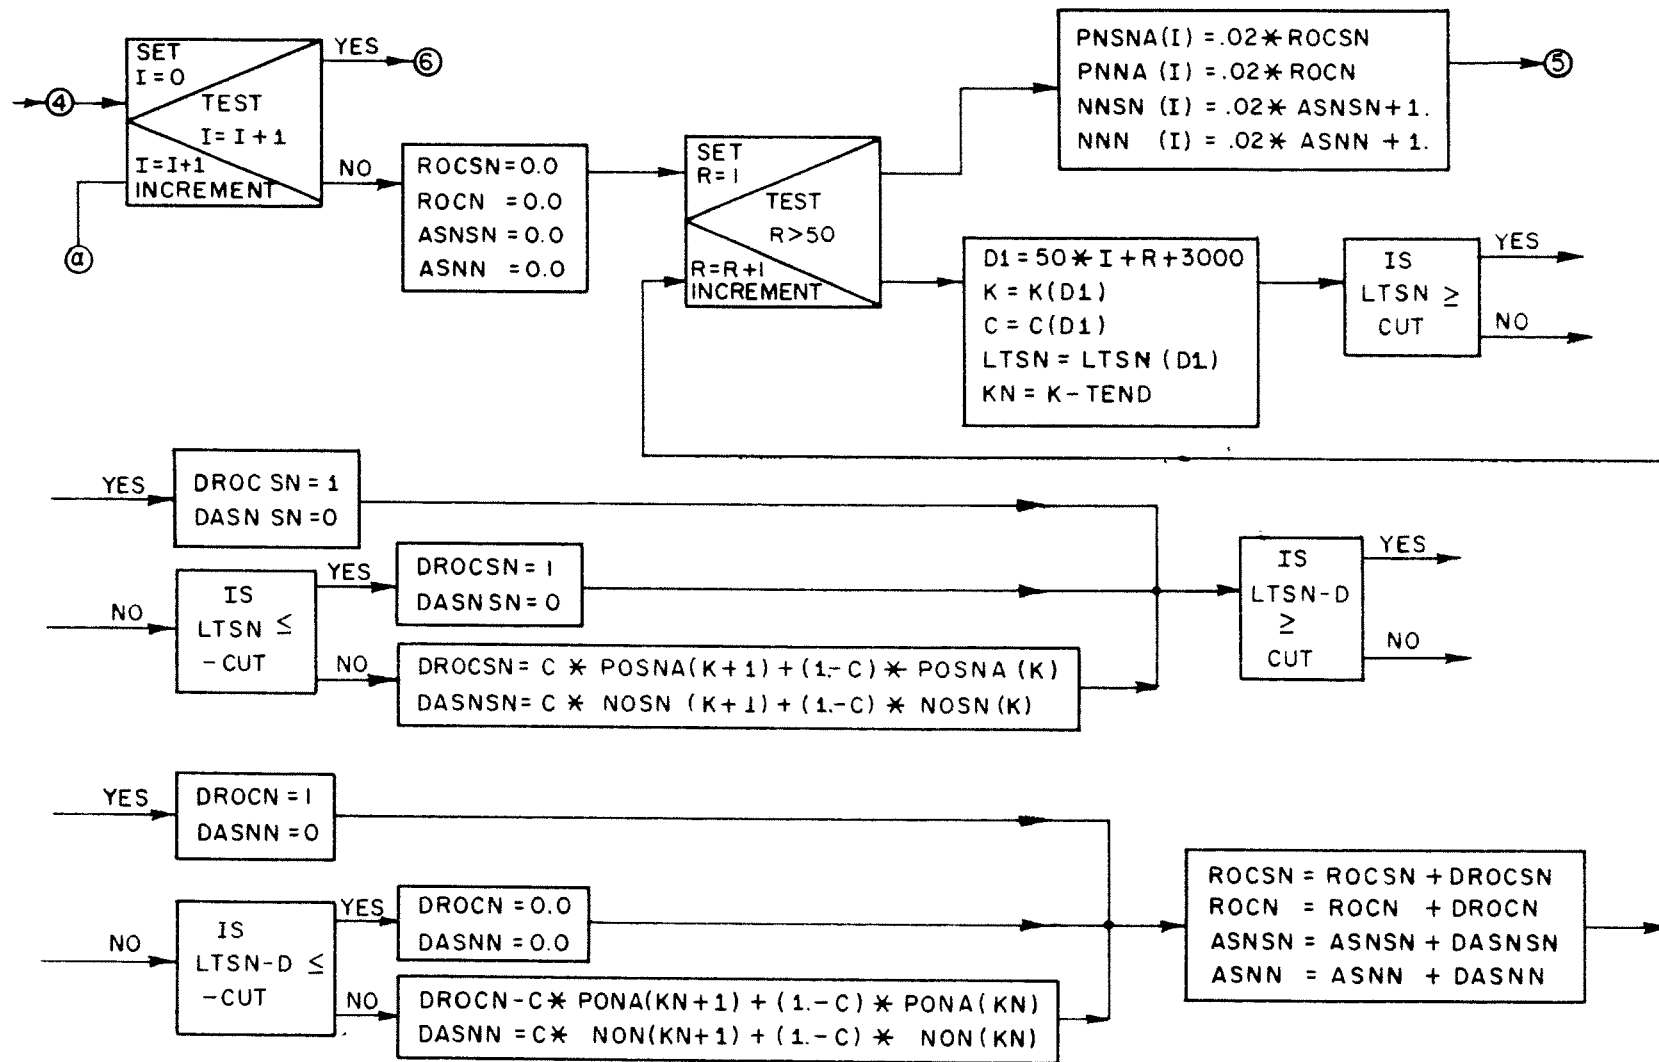 SET
I = 0
TEST
I = I + 1
I = I+1
INCREMENT
YES
6
4
NO
a
ROCSN = 0.0
ROCN = 0.0
ASNSN = 0.0
ASNN = 0.0
SET
R = 1
TEST
R > 50
R = R+1
INCREMENT
PNSNA (I) = .02 * ROCSN
PNNA (I) = .02 * ROCN
NNSN (I) = .02 * ASNSN + 1.
NNN (I) = .02 * ASNN + 1.
5
D1 = 50 * I + R + 3000
K = K(D1)
C = C(D1)
LTSN = LTSN (D1)
KN = K - TEND
IS
LTSN ≥
CUT
YES
NO
YES
DROC SN = 1
DASN SN = 0
NO
IS
LTSN ≤
-CUT
YES
DROCSN = 1
DASNSN = 0
NO
DROCSN = C * POSNA(K+1) + (1.-C) * POSNA (K)
DASNSN = C * NOSN (K+1) + (1.-C) * NOSN (K)
IS
LTSN-D
≥
CUT
YES
NO
YES
DROCN = 1
DASNN = 0
NO
IS
LTSN-D ≤
-CUT
YES
DROCN = 0.0
DASNN = 0.0
NO
DROCN-C* PONA(KN+1) + (1.-C) * PONA (KN)
DASNN = C* NON(KN+1) + (1.-C) * NON (KN)
ROCSN = ROCSN + DROCSN
ROCN = ROCN + DROCN
ASNSN = ASNSN + DASNSN
ASNN = ASNN + DASNN